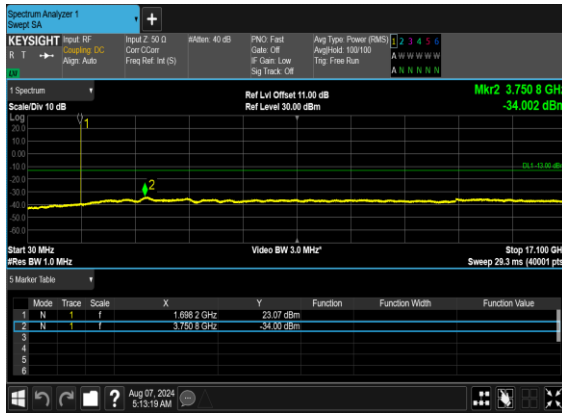 Spectrum Analyzer 1
Swept SA
+
KEYSIGHT
R T
Input: RF
Coupling: DC
Align: Auto
Input Z: 50 Ω
Corr CCorr
Freq Ref: Int (S)
#Atten: 40 dB
PNO: Fast
Gate: Off
IF Gain: Low
Sig Track: Off
Avg Type: Power (RMS)
Avg|Hold: 100/100
Trig: Free Run
1 2 3 4 5 6
A W W W W W
A N N N N N
1 Spectrum
Scale/Div 10 dB
Ref Lvl Offset 11.00 dB
Ref Level 30.00 dBm
Mkr2 3.750 8 GHz
-34.002 dBm
Log
1
20.0
10.0
0.00
-10.0
DL1 -13.00 dBm
-20.0
2
-30.0
-40.0
-50.0
-60.0
Start 30 MHz
Video BW 3.0 MHz*
Stop 17.100 GHz
#Res BW 1.0 MHz
Sweep 29.3 ms (40001 pts)
5 Marker Table
Mode Trace Scale X Y Function Function Width Function Value
1 N 1 f 1.698 2 GHz 23.07 dBm
2 N 1 f 3.750 8 GHz -34.00 dBm
3
4
5
6
?
Aug 07, 2024
5:13:19 AM